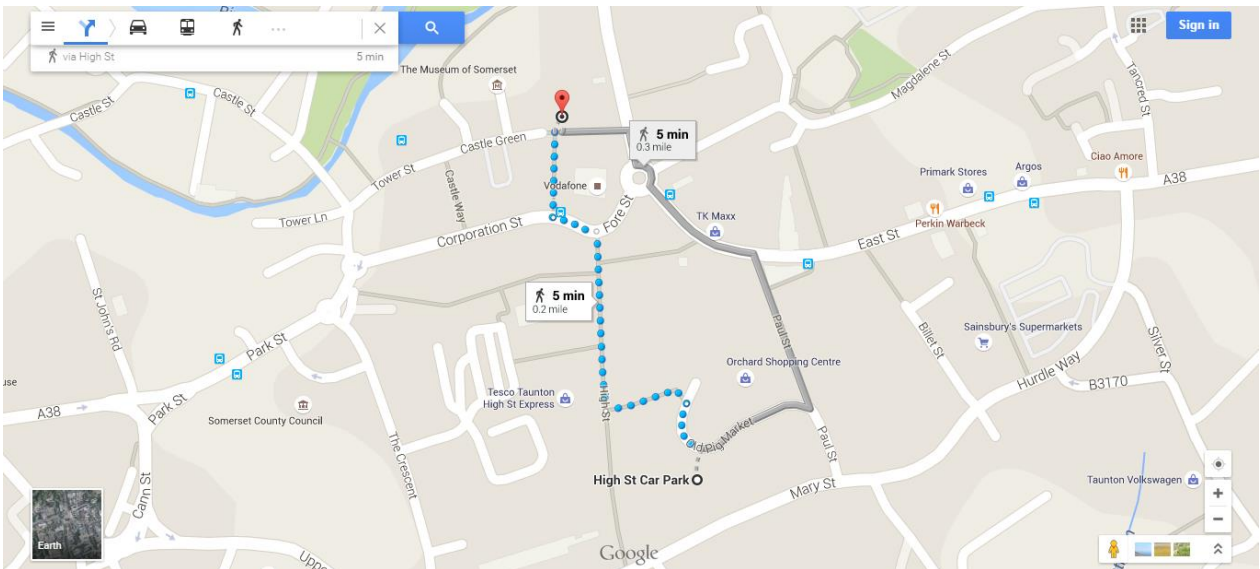 Sign in
via High St
5 min
The Museum of Somerset
Castle St
Castle St
Castle Green
Tower St
Castle Way
Tower Ln
Corporation St
Vodafone
Fore St
5 min
0.3 mile
Magdalene St
Tancred St
Primark Stores
Argos
Ciao Amore
A38
Perkin Warbeck
TK Maxx
East St
5 min
0.2 mile
St John's Rd
Park St
Park St
A38
Somerset County Council
Tesco Taunton
High St Express
High St
Paul St
Orchard Shopping Centre
Billet St
Sainsbury's Supermarkets
Hurdle Way
B3170
Silver St
The Crescent
Cann St
Old Pig Market
Paul St
High St Car Park
Mary St
Taunton Volkswagen
Earth
Google